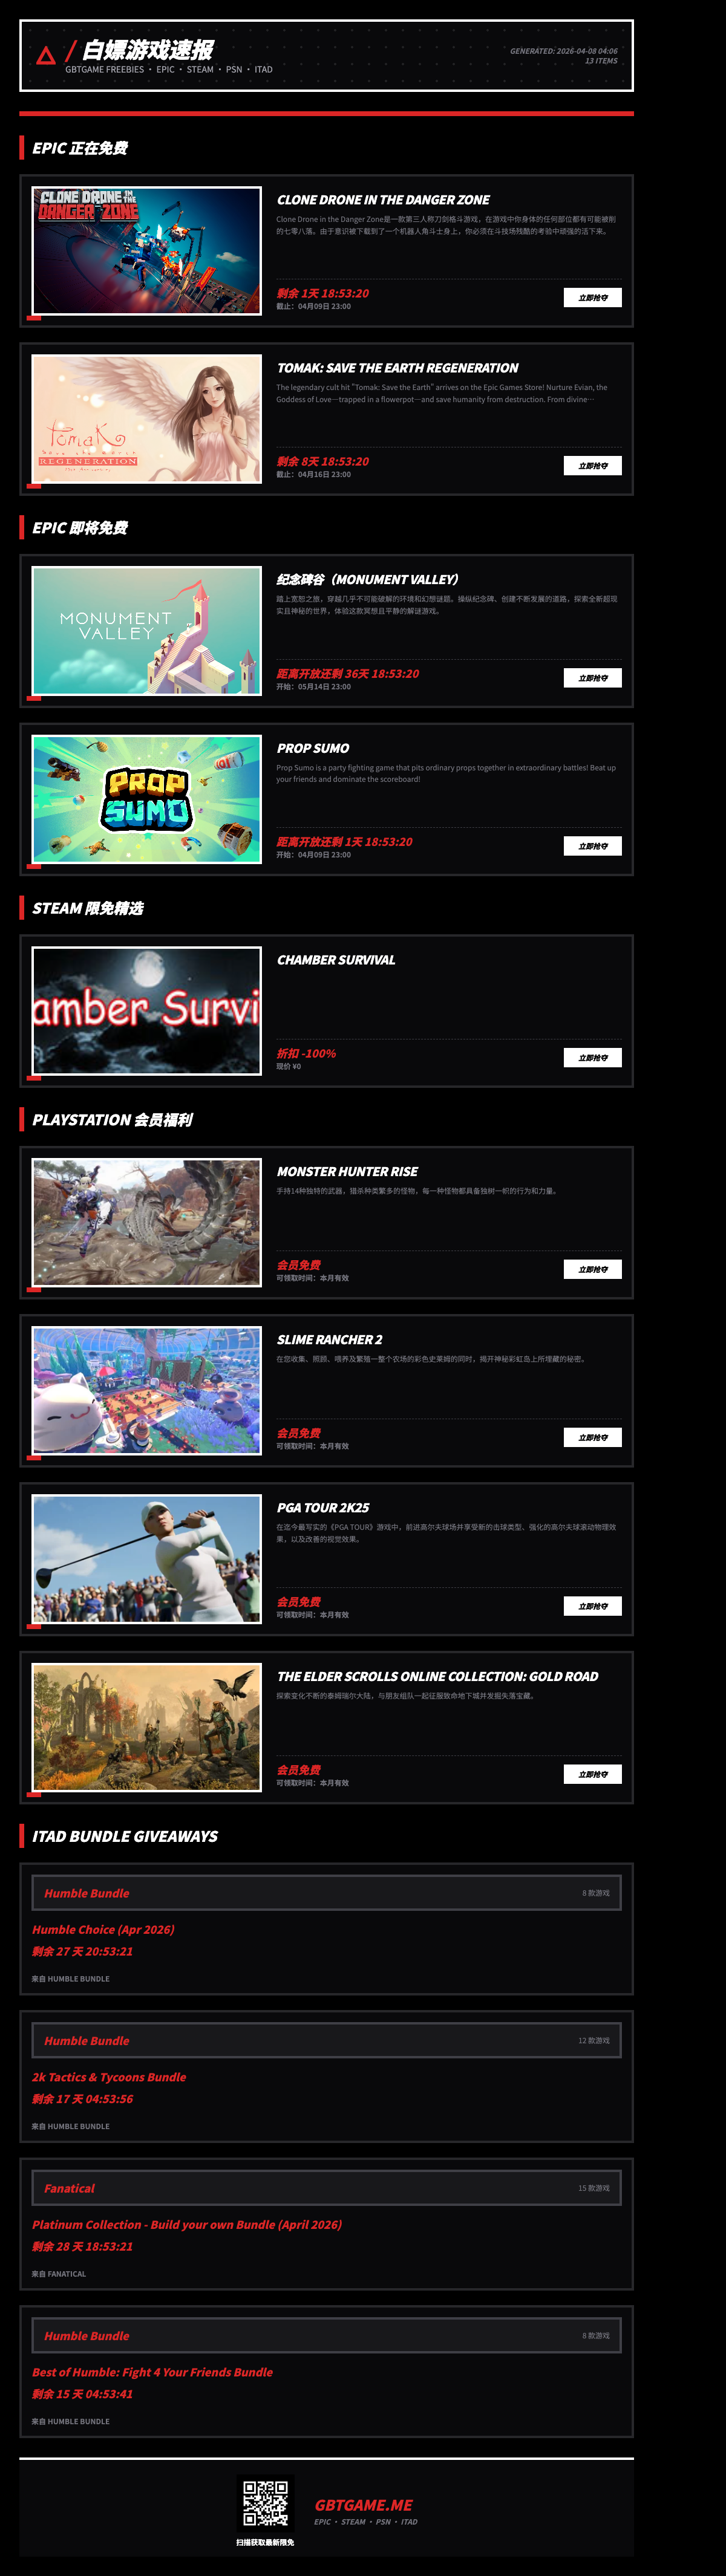 / 白嫖游戏速报
GBTGAME FREEBIES • EPIC • STEAM • PSN • ITAD
GENERATED: 2026-04-08 04:06
13 ITEMS
EPIC 正在免费
CLONE DRONE IN THE
DANGER ZONE
CLONE DRONE IN THE DANGER ZONE
Clone Drone in the Danger Zone是一款第三人称刀剑格斗游戏，在游戏中你身体的任何部位都有可能被削
的七零八落。由于意识被下载到了一个机器人角斗士身上，你必须在斗技场残酷的考验中顽强的活下来。
剩余 1天 18:53:20
截止：04月09日 23:00
立即抢夺
TomaK
Save the Earth
REGENERATION
TOMAK: SAVE THE EARTH REGENERATION
The legendary cult hit "Tomak: Save the Earth" arrives on the Epic Games Store! Nurture Evian, the
Goddess of Love—trapped in a flowerpot—and save humanity from destruction. From divine…
剩余 8天 18:53:20
截止：04月16日 23:00
立即抢夺
EPIC 即将免费
MONUMENT
VALLEY
纪念碑谷（MONUMENT VALLEY）
踏上宽恕之旅，穿越几乎不可能破解的环境和幻想谜题。操纵纪念碑、创建不断发展的道路，探索全新超现
实且神秘的世界，体验这款冥想且平静的解谜游戏。
距离开放还剩 36天 18:53:20
开始：05月14日 23:00
立即抢夺
PROP
SUMO
PROP SUMO
Prop Sumo is a party fighting game that pits ordinary props together in extraordinary battles! Beat up
your friends and dominate the scoreboard!
距离开放还剩 1天 18:53:20
开始：04月09日 23:00
立即抢夺
STEAM 限免精选
amber Survi
CHAMBER SURVIVAL
折扣 -100%
现价 ¥0
立即抢夺
PLAYSTATION 会员福利
MONSTER HUNTER RISE
手持14种独特的武器，猎杀种类繁多的怪物，每一种怪物都具备独树一帜的行为和力量。
会员免费
可领取时间：本月有效
立即抢夺
SLIME RANCHER 2
在您收集、照顾、喂养及繁殖一整个农场的彩色史莱姆的同时，揭开神秘彩虹岛上所埋藏的秘密。
会员免费
可领取时间：本月有效
立即抢夺
PGA TOUR 2K25
在迄今最写实的《PGA TOUR》游戏中，前进高尔夫球场并享受新的击球类型、强化的高尔夫球滚动物理效
果，以及改善的视觉效果。
会员免费
可领取时间：本月有效
立即抢夺
THE ELDER SCROLLS ONLINE COLLECTION: GOLD ROAD
探索变化不断的泰姆瑞尔大陆，与朋友组队一起征服致命地下城并发掘失落宝藏。
会员免费
可领取时间：本月有效
立即抢夺
ITAD BUNDLE GIVEAWAYS
Humble Bundle
8 款游戏
Humble Choice (Apr 2026)
剩余 27 天 20:53:21
来自 HUMBLE BUNDLE
Humble Bundle
12 款游戏
2k Tactics & Tycoons Bundle
剩余 17 天 04:53:56
来自 HUMBLE BUNDLE
Fanatical
15 款游戏
Platinum Collection - Build your own Bundle (April 2026)
剩余 28 天 18:53:21
来自 FANATICAL
Humble Bundle
8 款游戏
Best of Humble: Fight 4 Your Friends Bundle
剩余 15 天 04:53:41
来自 HUMBLE BUNDLE
扫描获取最新限免
GBTGAME.ME
EPIC • STEAM • PSN • ITAD